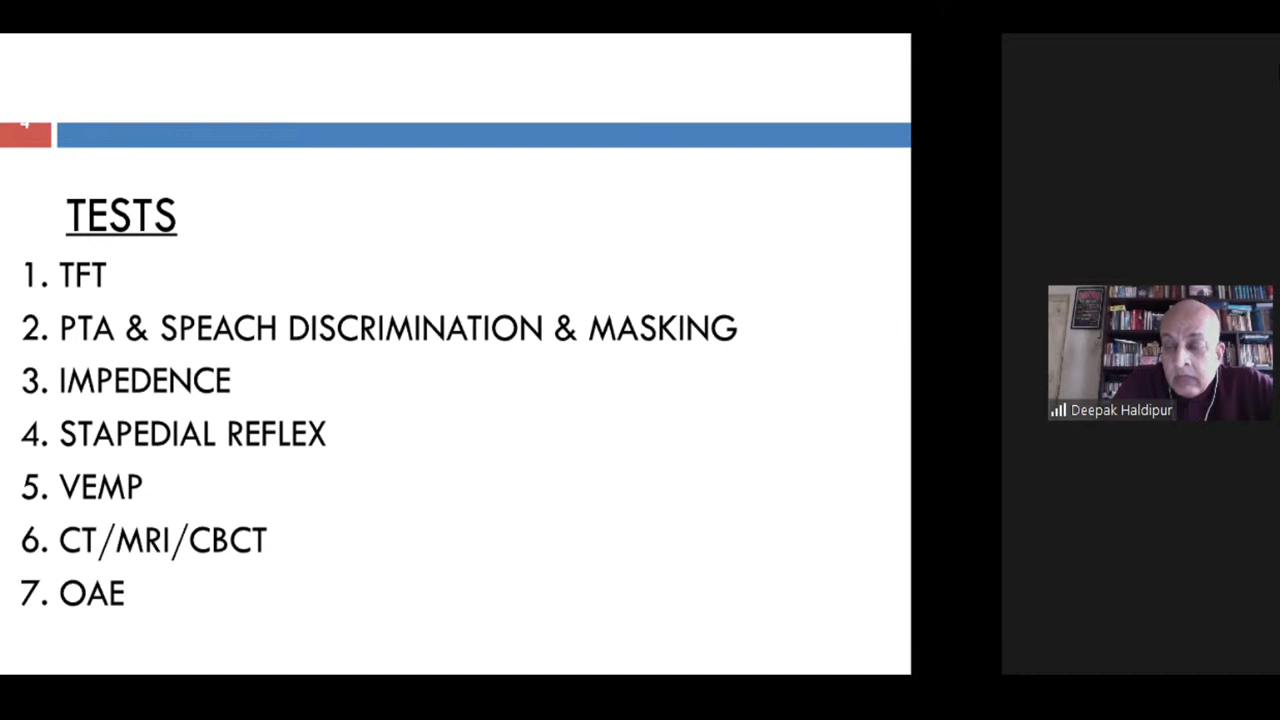 4
TESTS
1. TFT
2. PTA & SPEACH DISCRIMINATION & MASKING
3. IMPEDENCE
4. STAPEDIAL REFLEX
5. VEMP
6. CT/MRI/CBCT
7. OAE
Deepak Haldipur